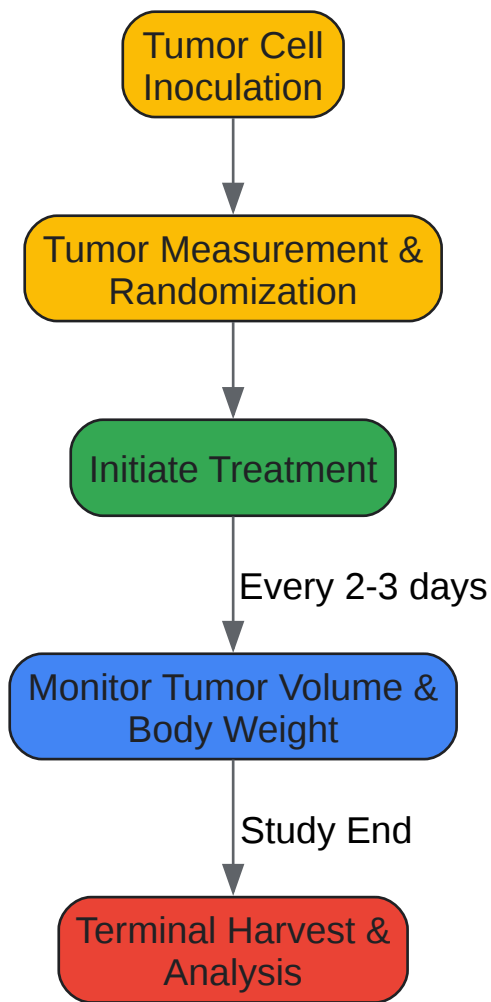 Tumor Cell
Inoculation
Tumor Measurement &
Randomization
Initiate Treatment
Every 2-3 days
Monitor Tumor Volume &
Body Weight
Study End
Terminal Harvest &
Analysis